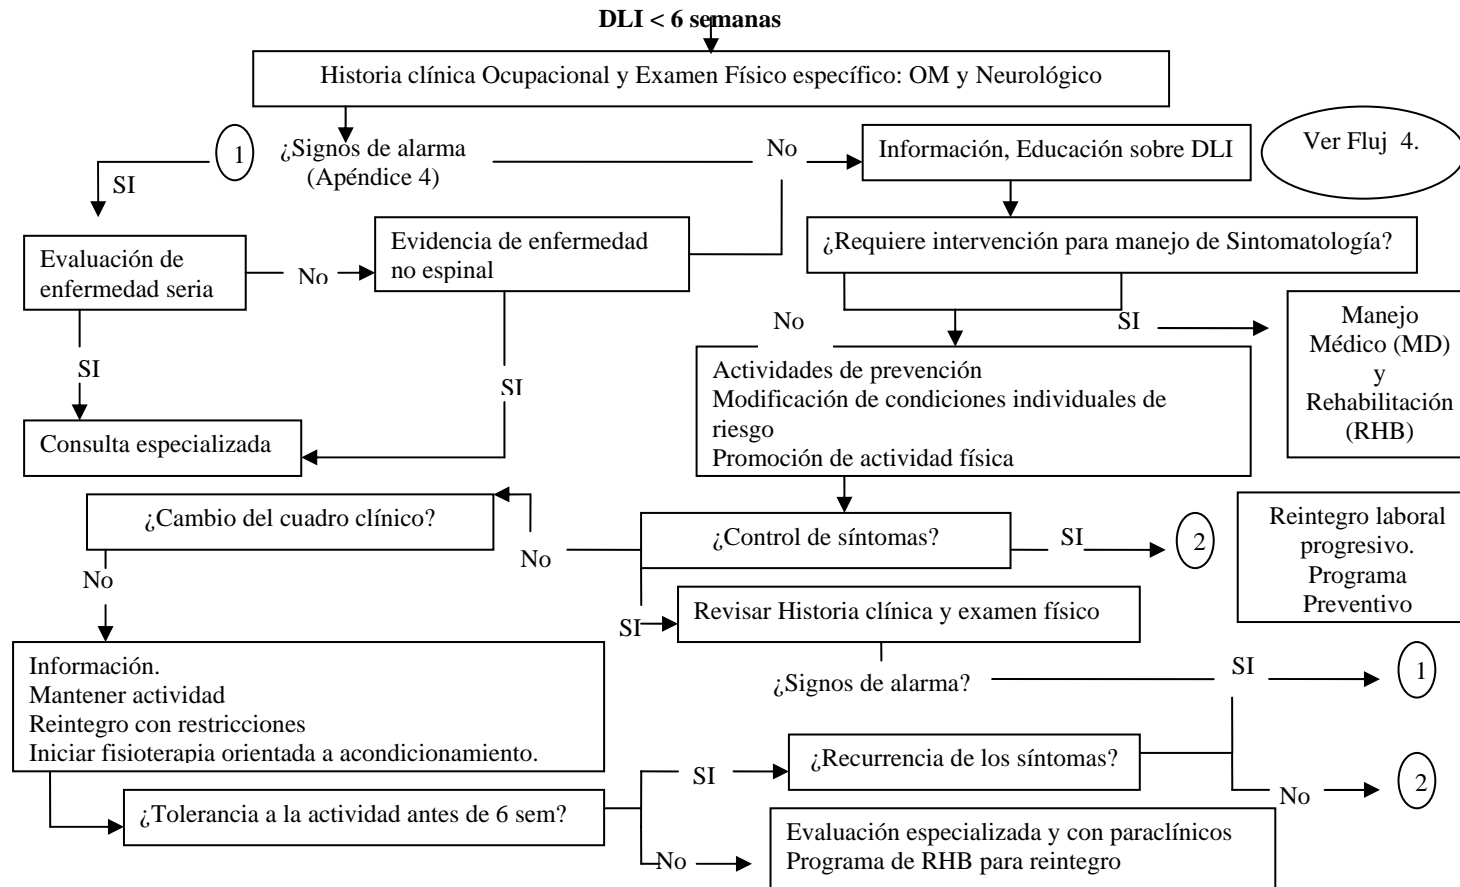 DLI < 6 semanas
Historia clínica Ocupacional y Examen Físico específico: OM y Neurológico
1
¿Signos de alarma
(Apéndice 4)
No
Información, Educación sobre DLI
Ver Fluj 4.
SI
Evaluación de
enfermedad seria
No
Evidencia de enfermedad
no espinal
¿Requiere intervención para manejo de Sintomatología?
No
SI
Manejo
Médico (MD)
y
Rehabilitación
(RHB)
SI
SI
Actividades de prevención
Modificación de condiciones individuales de
riesgo
Promoción de actividad física
Consulta especializada
¿Cambio del cuadro clínico?
No
¿Control de síntomas?
SI
2
Reintegro laboral
progresivo.
Programa
Preventivo
No
SI
Revisar Historia clínica y examen físico
Información.
Mantener actividad
Reintegro con restricciones
Iniciar fisioterapia orientada a acondicionamiento.
¿Signos de alarma?
SI
1
¿Tolerancia a la actividad antes de 6 sem?
SI
¿Recurrencia de los síntomas?
No
2
No
Evaluación especializada y con paraclínicos
Programa de RHB para reintegro